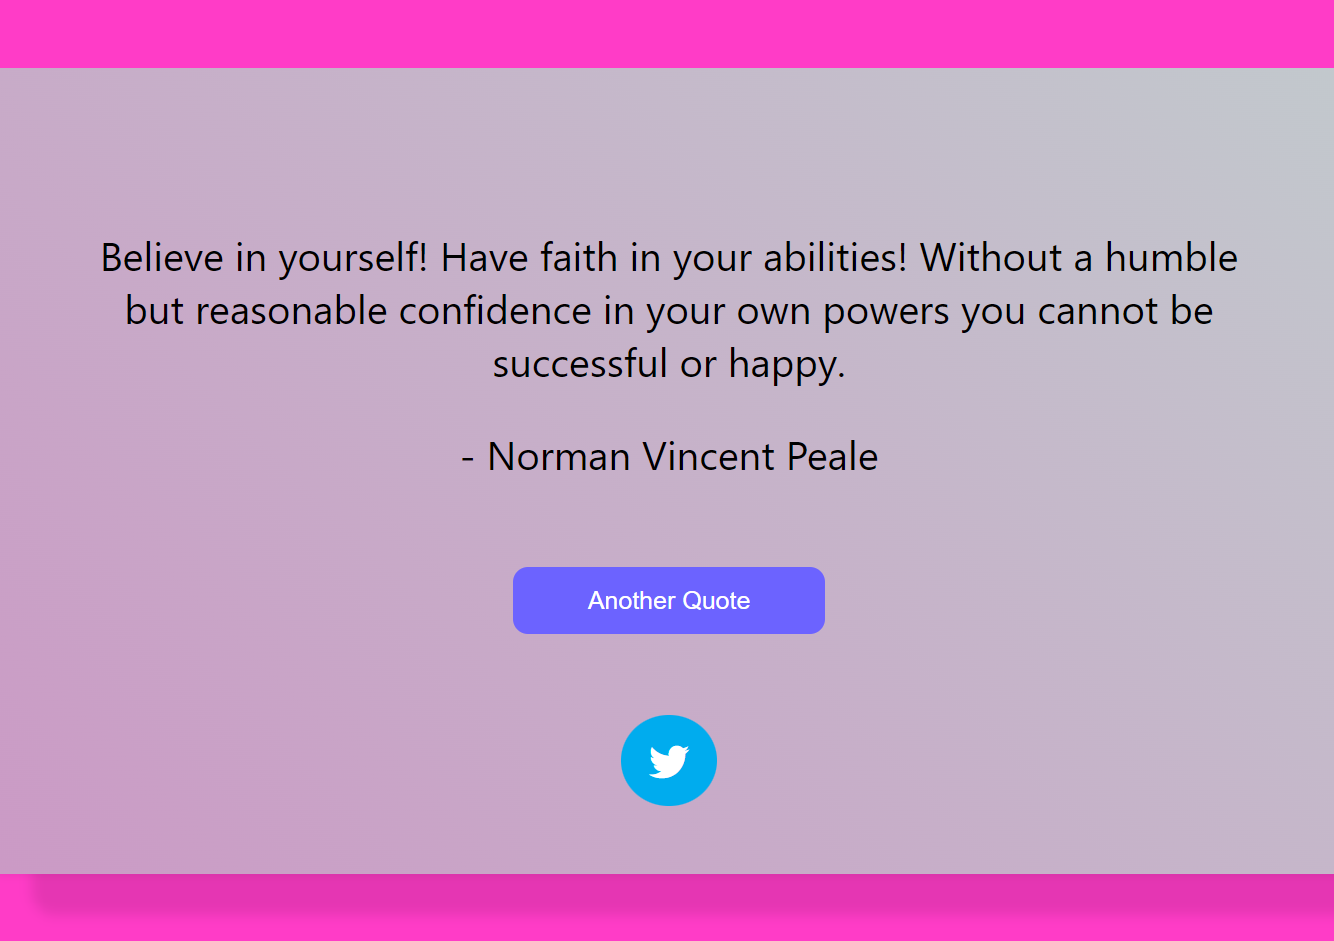 Believe in yourself! Have faith in your abilities! Without a humble
but reasonable confidence in your own powers you cannot be
successful or happy.
- Norman Vincent Peale
Another Quote